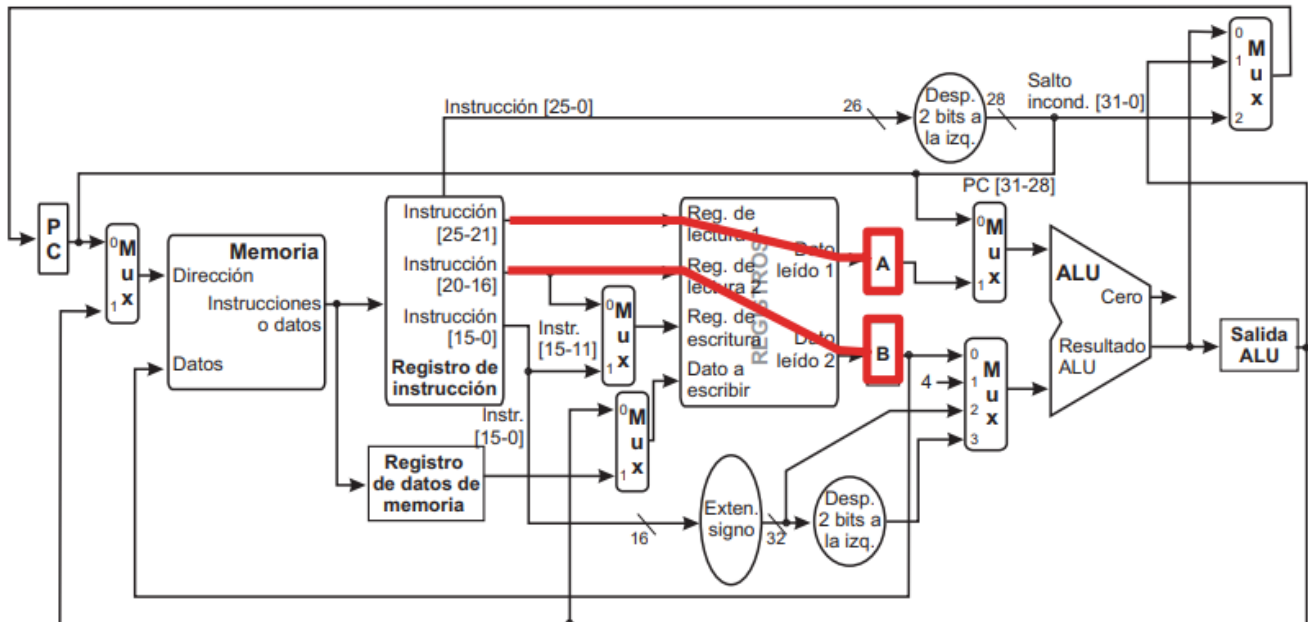 0
1
2
M
u
x
Instrucción [25-0]
26
Desp.
2 bits a
la izq.
28
Salto
incond. [31-0]
PC [31-28]
P
C
0
1
M
u
x
Memoria
Dirección
Instrucciones
o datos
Datos
Instrucción
[25-21]
Instrucción
[20-16]
Instrucción
[15-0]
Registro de
instrucción
Instr.
[15-11]
0
1
M
u
x
Instr.
[15-0]
0
1
M
u
x
Registro
de datos de
memoria
Reg. de
lectura 1
Reg. de
lectura 2
Reg. de
escritura
Dato a
escribir
REGISTROS
Dato
leído 1
Dato
leído 2
A
B
0
1
M
u
x
4
0
1
2
3
M
u
x
ALU
Cero
Resultado
ALU
Salida
ALU
16
Exten.
signo
32
Desp.
2 bits a
la izq.